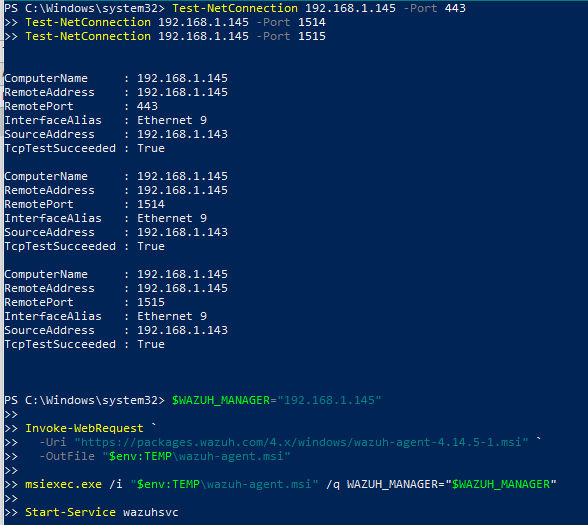 PS C:\Windows\system32> Test-NetConnection 192.168.1.145 -Port 443
>> Test-NetConnection 192.168.1.145 -Port 1514
>> Test-NetConnection 192.168.1.145 -Port 1515
ComputerName     : 192.168.1.145
RemoteAddress    : 192.168.1.145
RemotePort       : 443
InterfaceAlias   : Ethernet 9
SourceAddress    : 192.168.1.143
TcpTestSucceeded : True
ComputerName     : 192.168.1.145
RemoteAddress    : 192.168.1.145
RemotePort       : 1514
InterfaceAlias   : Ethernet 9
SourceAddress    : 192.168.1.143
TcpTestSucceeded : True
ComputerName     : 192.168.1.145
RemoteAddress    : 192.168.1.145
RemotePort       : 1515
InterfaceAlias   : Ethernet 9
SourceAddress    : 192.168.1.143
TcpTestSucceeded : True
PS C:\Windows\system32> $WAZUH_MANAGER="192.168.1.145"
>>
>> Invoke-WebRequest `
>>   -Uri "https://packages.wazuh.com/4.x/windows/wazuh-agent-4.14.5-1.msi" `
>>   -OutFile "$env:TEMP\wazuh-agent.msi"
>>
>> msiexec.exe /i "$env:TEMP\wazuh-agent.msi" /q WAZUH_MANAGER="$WAZUH_MANAGER"
>>
>> Start-Service wazuhsvc